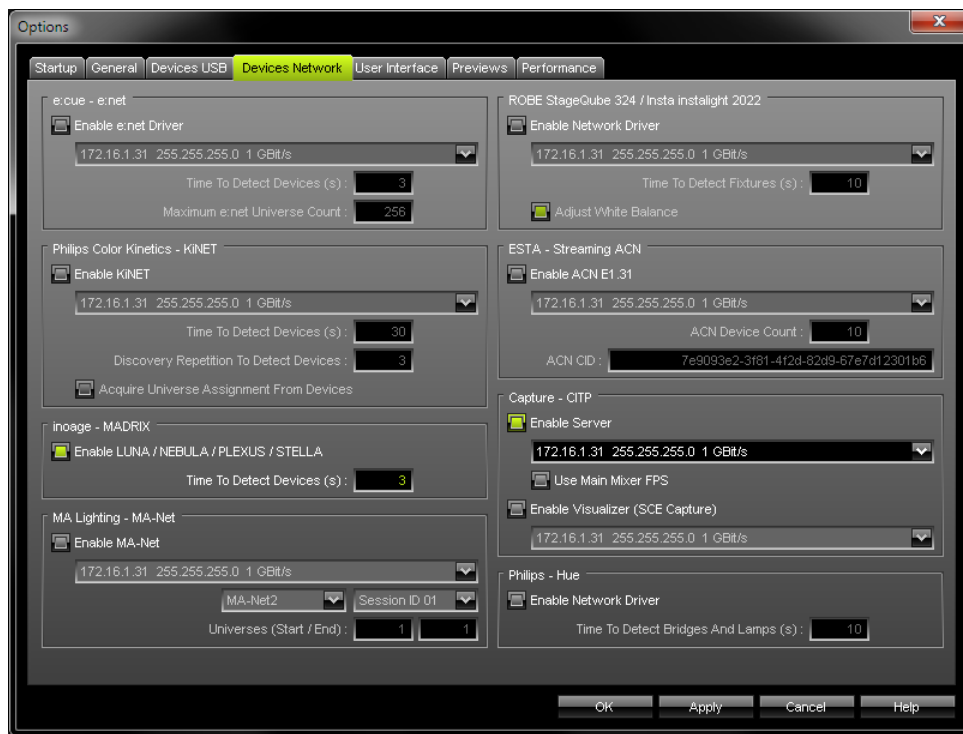 Options
Startup General Devices USB Devices Network User Interface Previews Performance
e:cue - e:net
Enable e:net Driver
172.16.1.31 255.255.255.0 1 GBit/s
Time To Detect Devices (s) : 3
Maximum e:net Universe Count : 256
Philips Color Kinetics - KiNET
Enable KiNET
172.16.1.31 255.255.255.0 1 GBit/s
Time To Detect Devices (s) : 30
Discovery Repetition To Detect Devices : 3
Acquire Universe Assignment From Devices
inoage - MADRIX
Enable LUNA / NEBULA / PLEXUS / STELLA
Time To Detect Devices (s) : 3
MA Lighting - MA-Net
Enable MA-Net
172.16.1.31 255.255.255.0 1 GBit/s
MA-Net2 Session ID 01
Universes (Start / End) : 1 1
ROBE StageQube 324 / Insta instalight 2022
Enable Network Driver
172.16.1.31 255.255.255.0 1 GBit/s
Time To Detect Fixtures (s) : 10
Adjust White Balance
ESTA - Streaming ACN
Enable ACN E1.31
172.16.1.31 255.255.255.0 1 GBit/s
ACN Device Count : 10
ACN CID : 7e9093e2-3f81-4f2d-82d9-67e7d12301b6
Capture - CITP
Enable Server
172.16.1.31 255.255.255.0 1 GBit/s
Use Main Mixer FPS
Enable Visualizer (SCE Capture)
172.16.1.31 255.255.255.0 1 GBit/s
Philips - Hue
Enable Network Driver
Time To Detect Bridges And Lamps (s) : 10
OK Apply Cancel Help